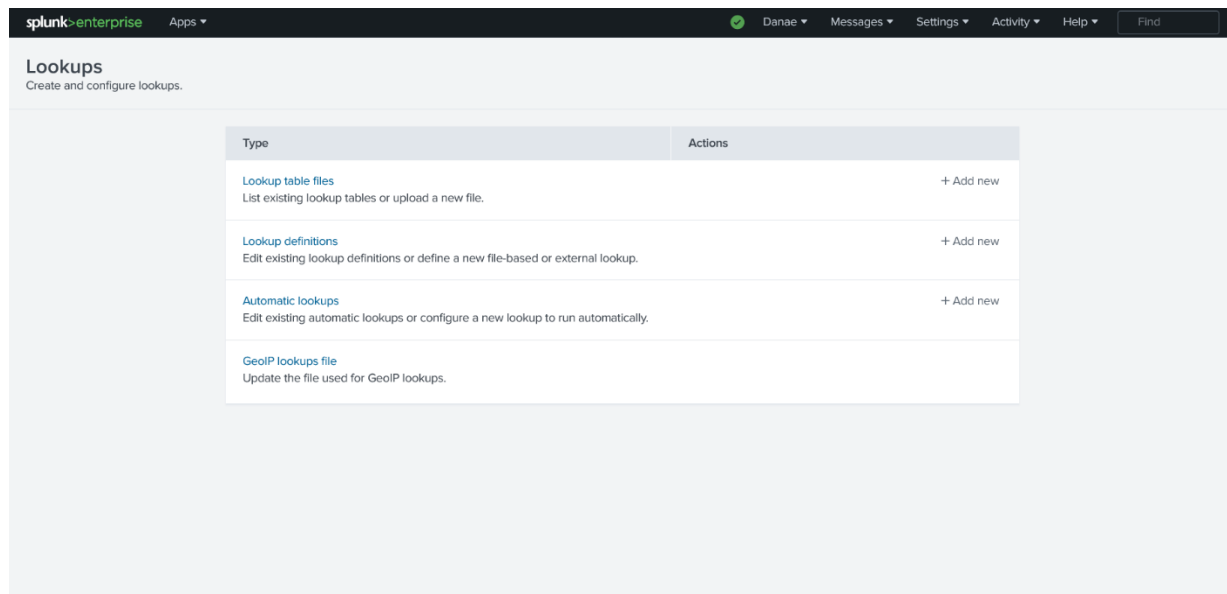 splunk>enterprise Apps ▾ Danae ▾ Messages ▾ Settings ▾ Activity ▾ Help ▾ Find
Lookups
Create and configure lookups.
Type Actions
Lookup table files + Add new
List existing lookup tables or upload a new file.
Lookup definitions + Add new
Edit existing lookup definitions or define a new file-based or external lookup.
Automatic lookups + Add new
Edit existing automatic lookups or configure a new lookup to run automatically.
GeoIP lookups file
Update the file used for GeoIP lookups.